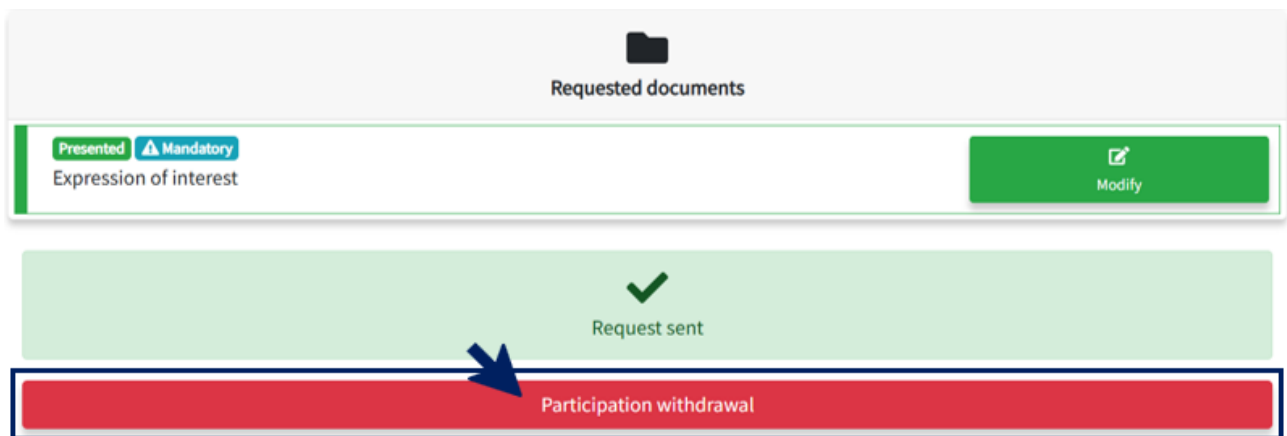 Requested documents
Presented Mandatory
Expression of interest
Modify
Request sent
Participation withdrawal